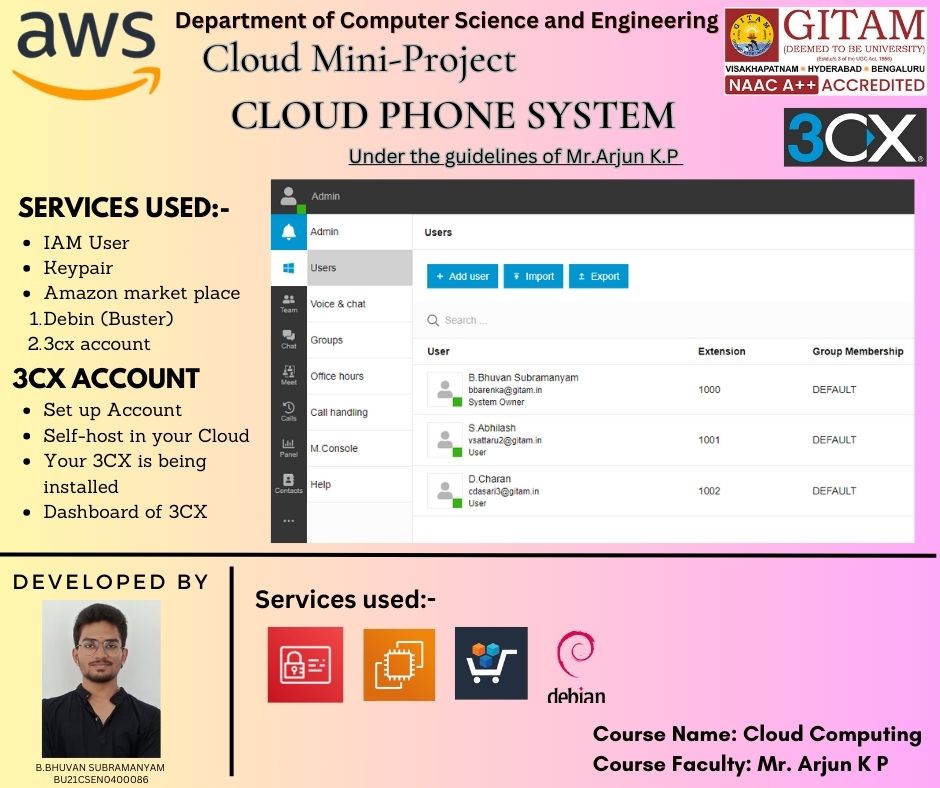 aws
Department of Computer Science and Engineering
Cloud Mini-Project
CLOUD PHONE SYSTEM
Under the guidelines of Mr.Arjun K.P
GITAM
GITAM
(DEEMED TO BE UNIVERSITY)
(Estd.u/s 3 of the UGC Act, 1956)
VISAKHAPATNAM ★ HYDERABAD ★ BENGALURU
NAAC A++ ACCREDITED
3CX®
SERVICES USED:-
• IAM User
• Keypair
• Amazon market place
1.Debin (Buster)
2.3cx account
3CX ACCOUNT
• Set up Account
• Self-host in your Cloud
• Your 3CX is being
installed
• Dashboard of 3CX
Admin
Admin
Users
Voice & chat
Groups
Office hours
Call handling
M.Console
Help
Team
Chat
Meet
Calls
Panel
Contacts
...
Users
+ Add user
Import
Export
Search ...
User Extension Group Membership
B.Bhuvan Subramanyam
bbarenka@gitam.in 1000 DEFAULT
System Owner
S.Abhilash
vsattaru2@gitam.in 1001 DEFAULT
User
D.Charan
cdasari3@gitam.in 1002 DEFAULT
User
DEVELOPED BY
B.BHUVAN SUBRAMANYAM
BU21CSEN0400086
Services used:-
debian
Course Name: Cloud Computing
Course Faculty: Mr. Arjun K P